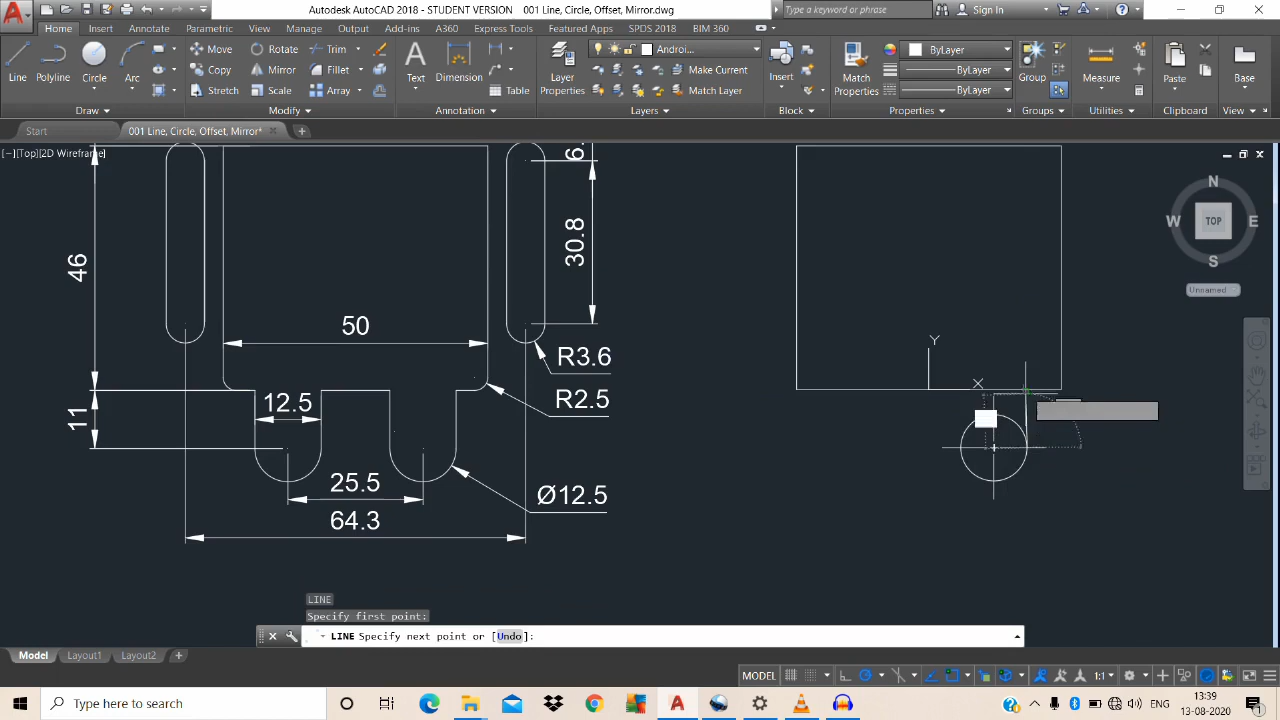 Autodesk AutoCAD 2018 - STUDENT VERSION 001 Line, Circle, Offset, Mirror.dwg
Type a keyword or phrase
Sign In
Home Insert Annotate Parametric View Manage Output Add-ins A360 Express Tools SPDS 2018 Featured Apps BIM 360
Line Polyline Circle Arc
Move Rotate Trim
Copy Mirror Fillet
Stretch Scale Array
Text Dimension Table
Layer Properties
Androi...
Make Current
Match Layer
Insert
Match Properties
ByLayer
ByLayer
ByLayer
Group Measure Paste Base
Draw Modify Annotation Layers Block Properties Groups Utilities Clipboard View
Start 001 Line, Circle, Offset, Mirror*
[−][Top][2D Wireframe]
N
W TOP E
S
Unnamed
6.
30.8
46
50
R3.6
R2.5
12.5
11
25.5
Ø12.5
64.3
Y
X
LINE
Specify first point:
LINE Specify next point or [Undo]:
Model Layout1 Layout2 +
MODEL
1:1
Type here to search
ENG
13:39
13-08-2020
1